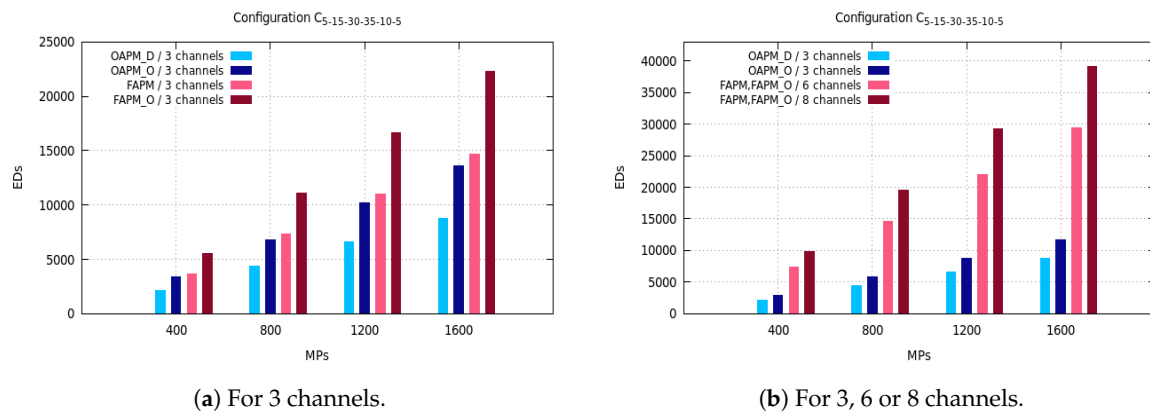 Configuration C5-15-30-35-10-5
25000
20000
15000
10000
5000
0
EDs
OAPM_D / 3 channels
OAPM_O / 3 channels
FAPM / 3 channels
FAPM_O / 3 channels
400 800 1200 1600
MPs
(a) For 3 channels.
Configuration C5-15-30-35-10-5
40000
35000
30000
25000
20000
15000
10000
5000
0
EDs
OAPM_D / 3 channels
OAPM_O / 3 channels
FAPM,FAPM_O / 6 channels
FAPM,FAPM_O / 8 channels
400 800 1200 1600
MPs
(b) For 3, 6 or 8 channels.